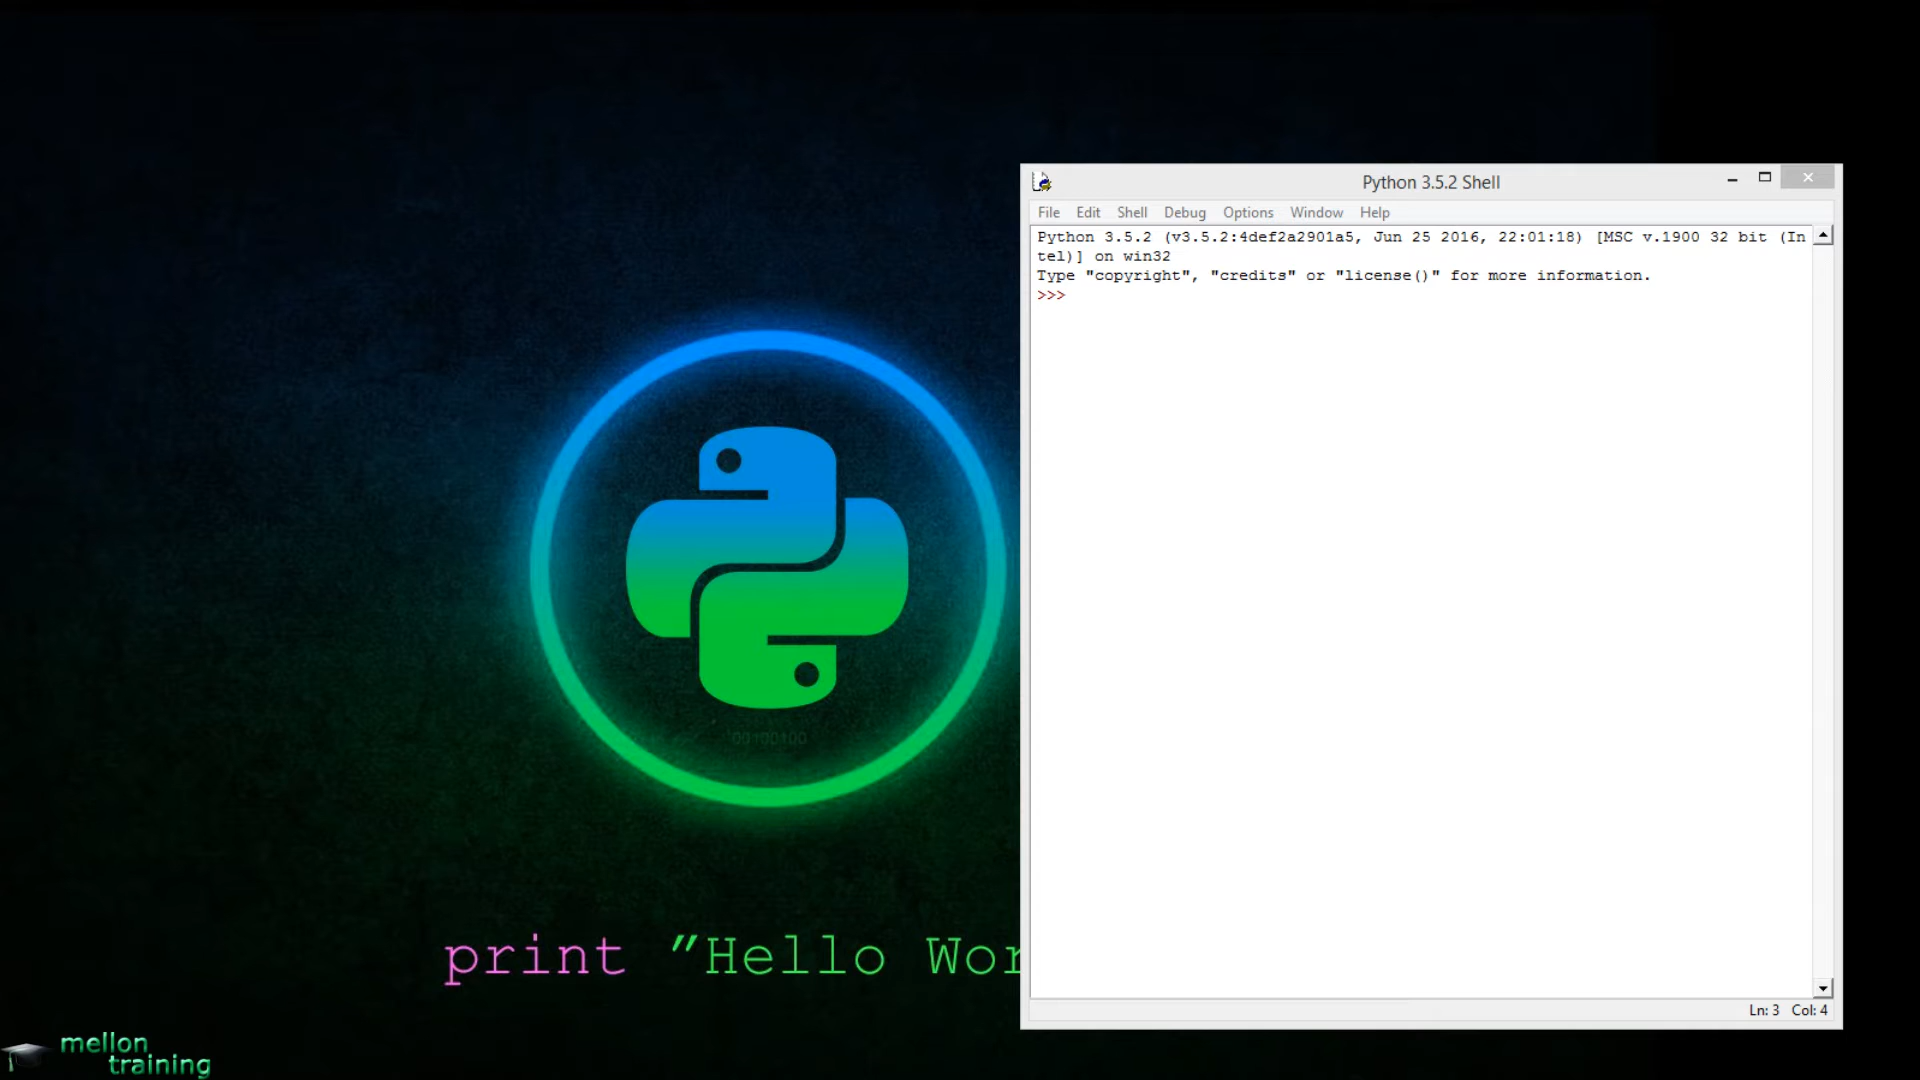 Python 3.5.2 Shell
File Edit Shell Debug Options Window Help
Python 3.5.2 (v3.5.2:4def2a2901a5, Jun 25 2016, 22:01:18) [MSC v.1900 32 bit (In
tel)] on win32
Type "copyright", "credits" or "license()" for more information.
>>>
00100100
print "Hello Wor
Ln: 3 Col: 4
mellon
training